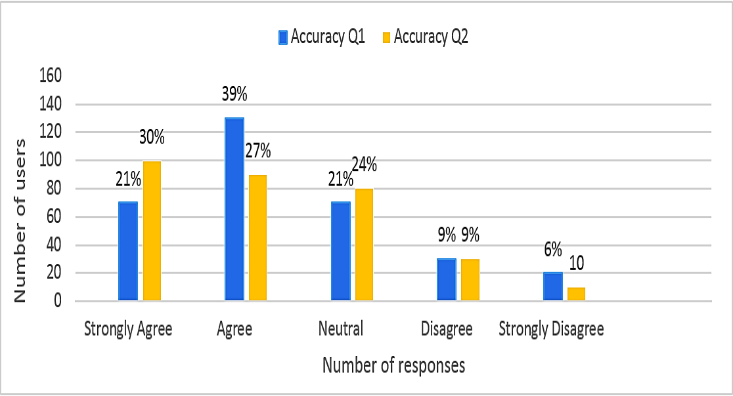 Accuracy Q1 Accuracy Q2
Number of users
160
140
120
100
80
60
40
20
0
21% 30% 39% 27% 21% 24% 9% 9% 6% 10
Strongly Agree Agree Neutral Disagree Strongly Disagree
Number of responses